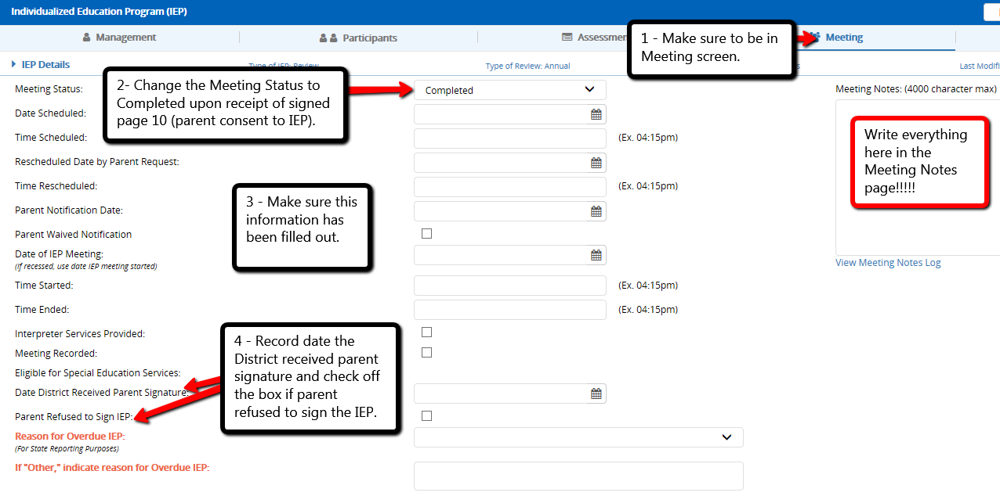 Individualized Education Program (IEP)
Management
Participants
Assessmen
Meeting
1 - Make sure to be in
Meeting screen.
IEP Details
Type of IEP: Review
Type of Review: Annual
Last Modifi
2- Change the Meeting Status to
Completed upon receipt of signed
page 10 (parent consent to IEP).
Meeting Status:
Completed
Meeting Notes: (4000 character max)
Date Scheduled:
Time Scheduled:
(Ex. 04:15pm)
Write everything
here in the
Meeting Notes
page!!!!!
Rescheduled Date by Parent Request:
Time Rescheduled:
(Ex. 04:15pm)
3 - Make sure this
information has
been filled out.
Parent Notification Date:
Parent Waived Notification
Date of IEP Meeting:
(If recessed, use date IEP meeting started)
View Meeting Notes Log
Time Started:
(Ex. 04:15pm)
Time Ended:
(Ex. 04:15pm)
Interpreter Services Provided:
Meeting Recorded:
4 - Record date the
District received parent
signature and check off
the box if parent
refused to sign the IEP.
Eligible for Special Education Services:
Date District Received Parent Signature:
Parent Refused to Sign IEP:
Reason for Overdue IEP:
(For State Reporting Purposes)
If "Other," indicate reason for Overdue IEP: